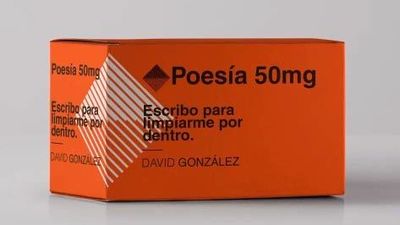 Poesía 50mg
Escribo para
limpiarme por
dentro.
DAVID GONZÁLEZ
Poesía 50mg
Escribo para
limpiarme por
dentro.
DAVID GONZÁLEZ